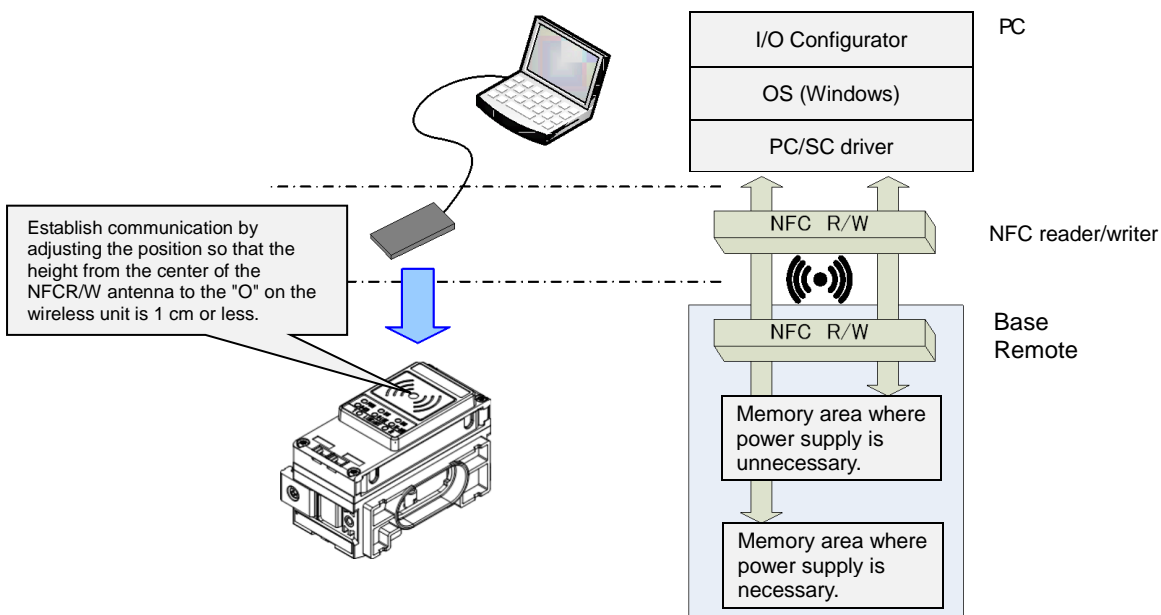 I/O Configurator
PC
OS (Windows)
PC/SC driver
Establish communication by
adjusting the position so that the
height from the center of the
NFCR/W antenna to the "O" on the
wireless unit is 1 cm or less.
NFC R/W
NFC reader/writer
NFC R/W
Base
Remote
Memory area where
power supply is
unnecessary.
Memory area where
power supply is
necessary.